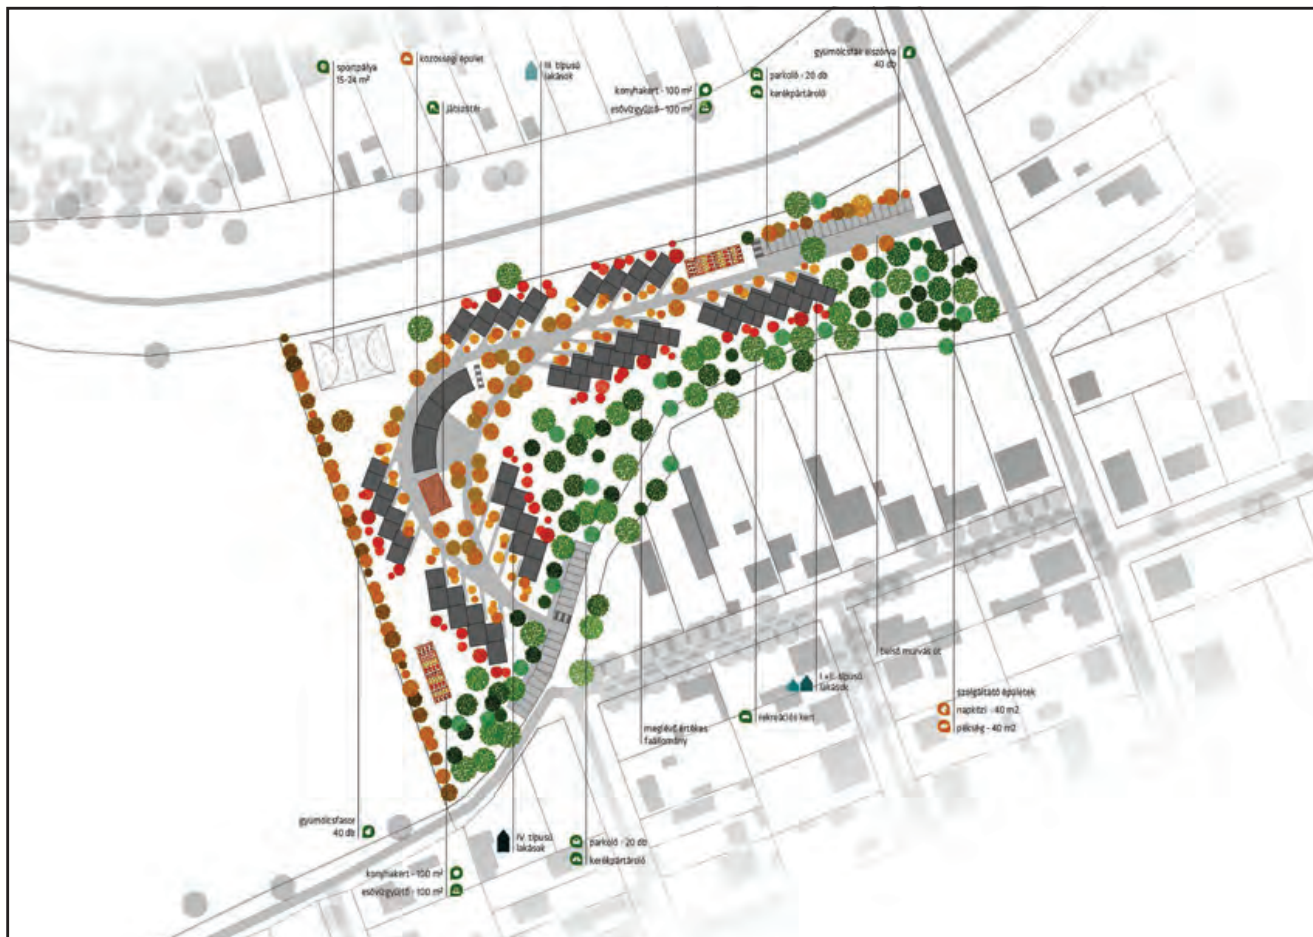 sportpálya
15-24 m²
közösségi épület
játszótér
III. típusú
lakások
konyhakert - 100 m²
esővízgyűjtő - 100 m²
parkoló - 20 db
kerékpártároló
gyümölcsfák elszórva
40 db
belső murvás út
I +II. típusú
lakások
szolgáltató épületek
napközi - 40 m2
pékség - 40 m2
rekreációs kert
meglévő értékes
faállomány
gyümölcsfasor
40 db
IV. típusú
lakások
parkoló - 20 db
kerékpártároló
konyhakert - 100 m²
esővízgyűjtő - 100 m²